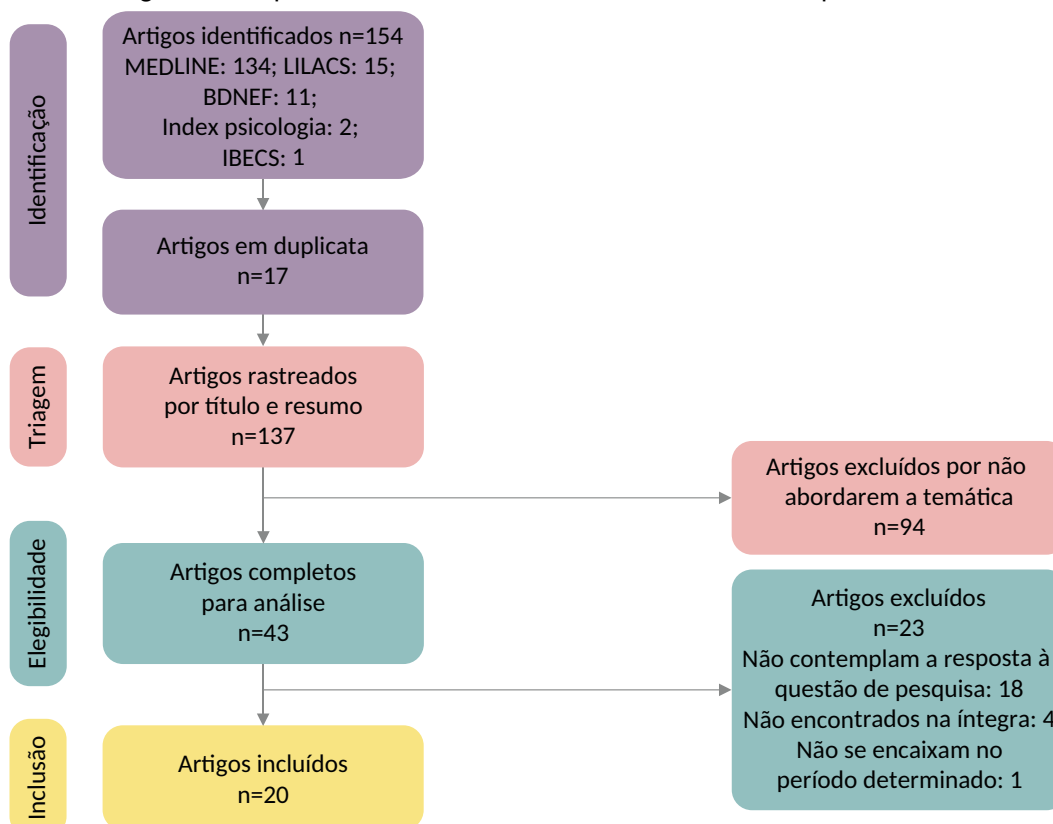 Identificação
Artigos identificados n=154
MEDLINE: 134; LILACS: 15;
BDNEF: 11;
Index psicologia: 2;
IBECS: 1
Artigos em duplicata
n=17
Triagem
Artigos rastreados
por título e resumo
n=137
Artigos excluídos por não
abordarem a temática
n=94
Elegibilidade
Artigos completos
para análise
n=43
Artigos excluídos
n=23
Não contemplam a resposta à
questão de pesquisa: 18
Não encontrados na íntegra: 4
Não se encaixam no
período determinado: 1
Inclusão
Artigos incluídos
n=20